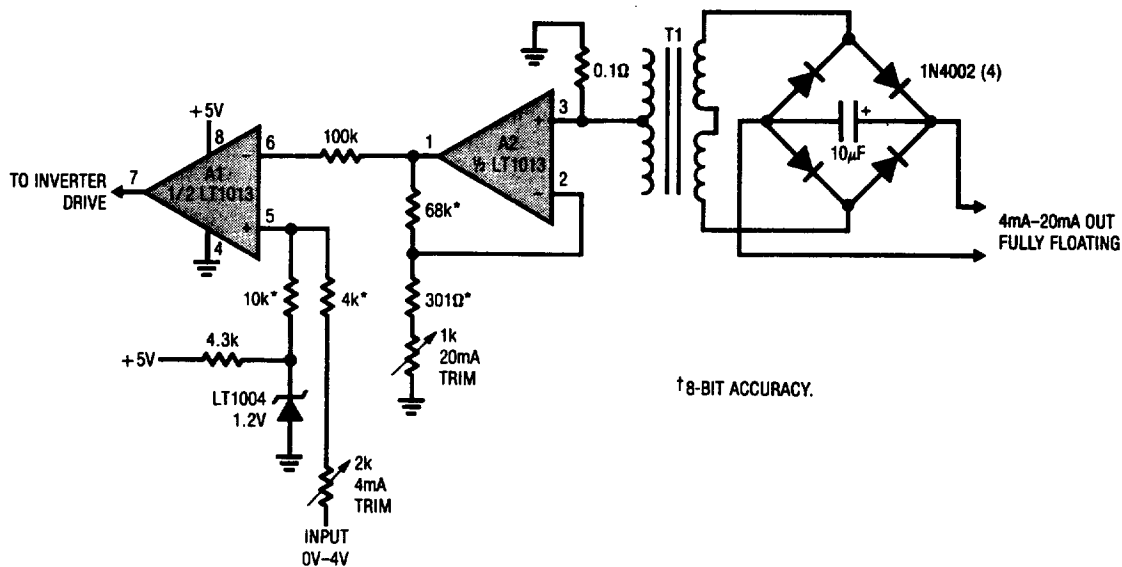 T1
0.1Ω
1N4002 (4)
+5V
8
6
100k
1
3
+
A2
½ LT1013
2
−
10µF
+
TO INVERTER
DRIVE
7
A1
1/2 LT1013
−
5
+
4
68k*
4mA–20mA OUT
FULLY FLOATING
10k*
4k*
301Ω*
4.3k
+5V
1k
20mA
TRIM
LT1004
1.2V
†8-BIT ACCURACY.
2k
4mA
TRIM
INPUT
0V–4V